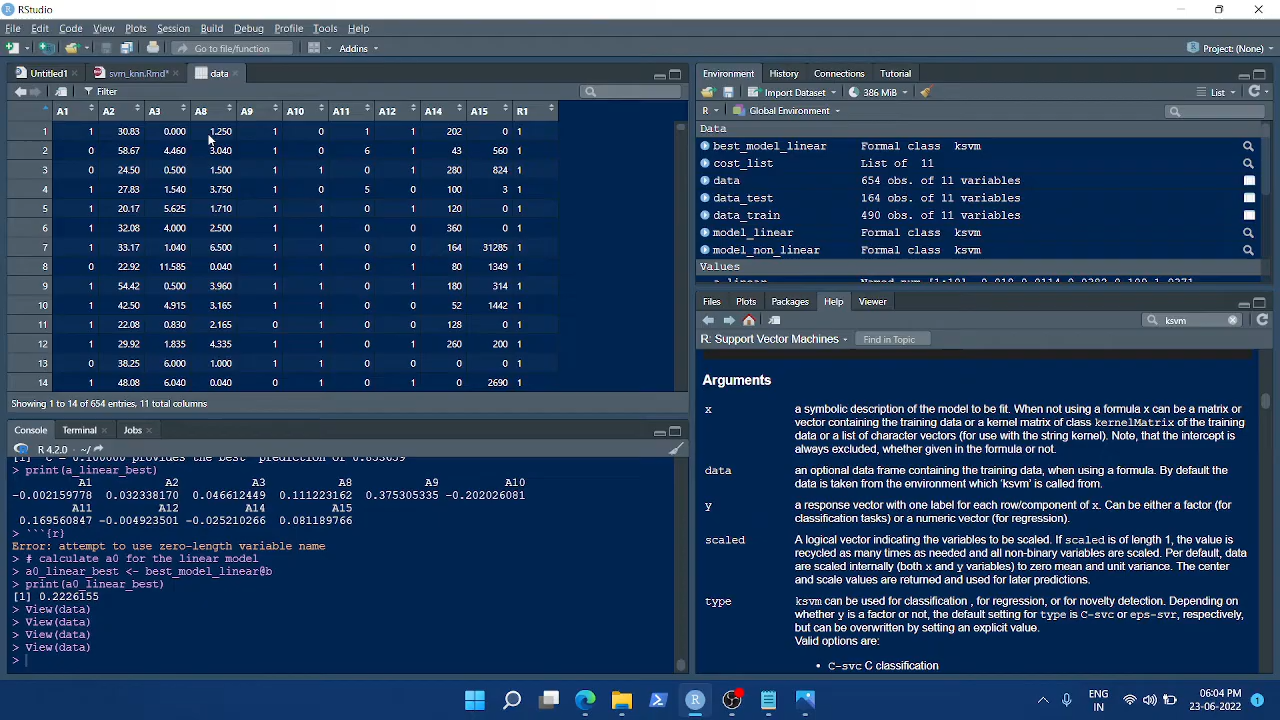 RStudio
File Edit Code View Plots Session Build Debug Profile Tools Help
Go to file/function Addins Project: (None)
Untitled1 svm_knn.Rmd* data
Filter
A1 A2 A3 A8 A9 A10 A11 A12 A14 A15 R1
1 1 30.83 0.000 1.250 1 0 1 1 202 0 1
2 0 58.67 4.460 3.040 1 0 6 1 43 560 1
3 0 24.50 0.500 1.500 1 1 0 1 280 824 1
4 1 27.83 1.540 3.750 1 0 5 0 100 3 1
5 1 20.17 5.625 1.710 1 1 0 1 120 0 1
6 1 32.08 4.000 2.500 1 1 0 0 360 0 1
7 1 33.17 1.040 6.500 1 1 0 0 164 31285 1
8 0 22.92 11.585 0.040 1 1 0 1 80 1349 1
9 1 54.42 0.500 3.960 1 1 0 1 180 314 1
10 1 42.50 4.915 3.165 1 1 0 0 52 1442 1
11 1 22.08 0.830 2.165 0 1 0 0 128 0 1
12 1 29.92 1.835 4.335 1 1 0 1 260 200 1
13 0 38.25 6.000 1.000 1 1 0 0 0 0 1
14 1 48.08 6.040 0.040 0 1 0 1 0 2690 1
Showing 1 to 14 of 654 entries, 11 total columns
Console Terminal Jobs
R 4.2.0 · ~/
[1] "C = 0.100000 provides the best prediction of 0.853659"
> print(a_linear_best)
A1 A2 A3 A8 A9 A10
-0.002159778 0.032338170 0.046612449 0.111223162 0.375305335 -0.202026081
A11 A12 A14 A15
0.169560847 -0.004923501 -0.025210266 0.081189766
> ```{r}
Error: attempt to use zero-length variable name
> # calculate a0 for the linear model
> a0_linear_best <- best_model_linear@b
> print(a0_linear_best)
[1] 0.2226155
> View(data)
> View(data)
> View(data)
> View(data)
>
Environment History Connections Tutorial
Import Dataset 386 MiB List
R Global Environment
Data
best_model_linear Formal class ksvm
cost_list List of 11
data 654 obs. of 11 variables
data_test 164 obs. of 11 variables
data_train 490 obs. of 11 variables
model_linear Formal class ksvm
model_non_linear Formal class ksvm
Values
Files Plots Packages Help Viewer
ksvm
R: Support Vector Machines Find in Topic
Arguments
x a symbolic description of the model to be fit. When not using a formula x can be a matrix or
vector containing the training data or a kernel matrix of class kernelMatrix of the training
data or a list of character vectors (for use with the string kernel). Note, that the intercept is
always excluded, whether given in the formula or not.
data an optional data frame containing the training data, when using a formula. By default the
data is taken from the environment which 'ksvm' is called from.
y a response vector with one label for each row/component of x. Can be either a factor (for
classification tasks) or a numeric vector (for regression).
scaled A logical vector indicating the variables to be scaled. If scaled is of length 1, the value is
recycled as many times as needed and all non-binary variables are scaled. Per default, data
are scaled internally (both x and y variables) to zero mean and unit variance. The center
and scale values are returned and used for later predictions.
type ksvm can be used for classification , for regression, or for novelty detection. Depending on
whether y is a factor or not, the default setting for type is C-svc or eps-svr, respectively,
but can be overwritten by setting an explicit value.
Valid options are:
• C-svc C classification
ENG
IN
06:04 PM
23-06-2022
1